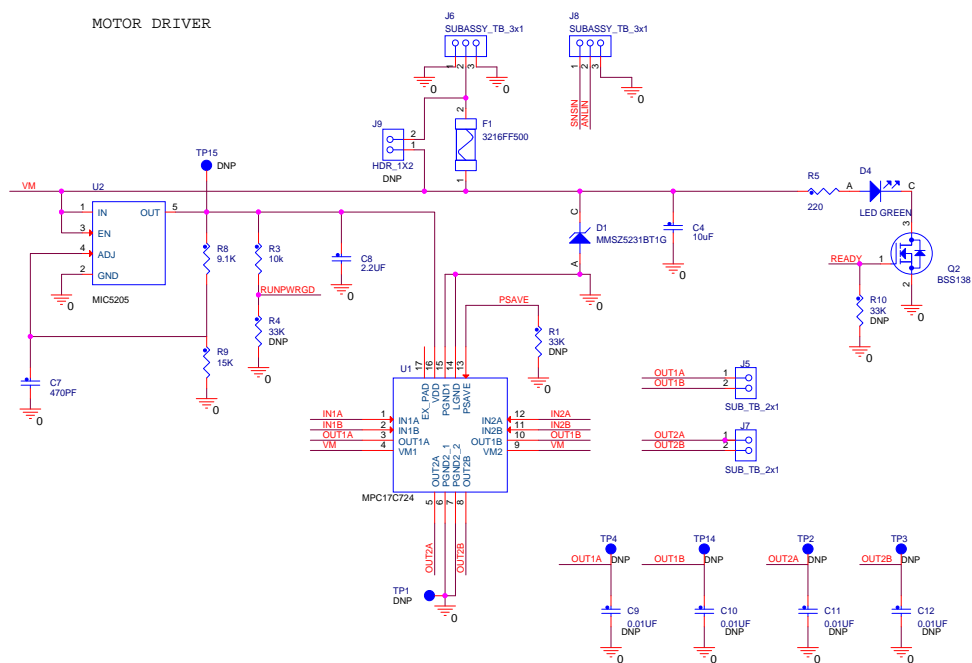 MOTOR DRIVER
J6
SUBASSY_TB_3x1
1
2
3
0
0
J8
SUBASSY_TB_3x1
1
2
3
0
SNSIN
ANLIN
J9
2
1
HDR_1X2
DNP
2
F1
3216FF500
1
TP15
DNP
VM
U2
1
IN
OUT
5
3
EN
4
ADJ
2
GND
MIC5205
0
R8
9.1K
R3
10k
C8
2.2UF
0
RUNPWRGD
R4
33K
DNP
0
R9
15K
0
C7
470PF
0
C
D1
MMSZ5231BT1G
A
0
C4
10uF
0
R5
220
A
D4
C
LED GREEN
3
READY
1
Q2
BSS138
2
0
R10
33K
DNP
0
PSAVE
R1
33K
DNP
0
U1
17
16
15
14
13
EX_PAD
VDD
PGND1
LGND
PSAVE
IN1A
1
IN1A
IN2A
12
IN2A
IN1B
2
IN1B
IN2B
11
IN2B
OUT1A
3
OUT1A
OUT1B
10
OUT1B
VM
4
VM1
VM2
9
VM
OUT2A
PGND2_1
PGND2_2
OUT2B
MPC17C724
5
6
7
8
OUT2A
OUT2B
TP1
DNP
0
J5
OUT1A
1
OUT1B
2
SUB_TB_2x1
J7
OUT2A
1
OUT2B
2
SUB_TB_2x1
TP4
DNP
OUT1A
C9
0.01UF
DNP
0
TP14
DNP
OUT1B
C10
0.01UF
DNP
0
TP2
DNP
OUT2A
C11
0.01UF
DNP
0
TP3
DNP
OUT2B
C12
0.01UF
DNP
0